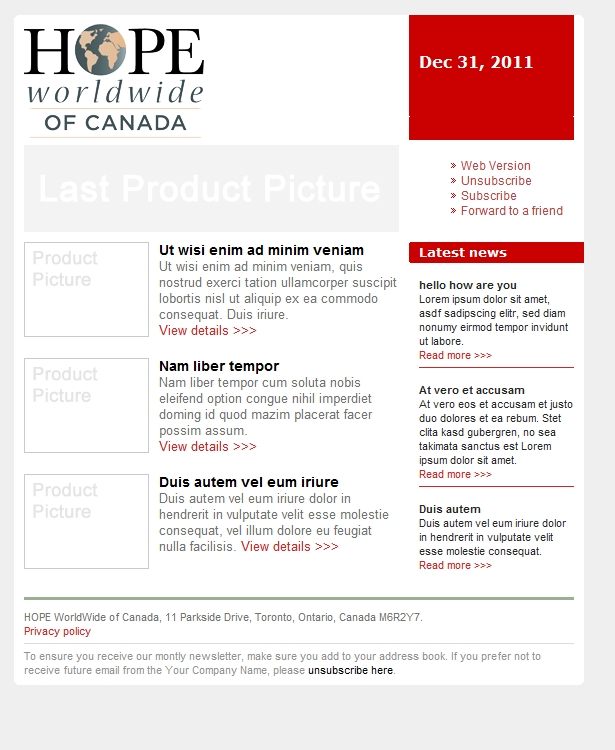 HOPE
worldwide
OF CANADA
Dec 31, 2011
Last Product Picture
Web Version
Unsubscribe
Subscribe
Forward to a friend
Product
Picture
Ut wisi enim ad minim veniam
Ut wisi enim ad minim veniam, quis
nostrud exerci tation ullamcorper suscipit
lobortis nisl ut aliquip ex ea commodo
consequat. Duis iriure.
View details >>>
Product
Picture
Nam liber tempor
Nam liber tempor cum soluta nobis
eleifend option congue nihil imperdiet
doming id quod mazim placerat facer
possim assum.
View details >>>
Product
Picture
Duis autem vel eum iriure
Duis autem vel eum iriure dolor in
hendrerit in vulputate velit esse molestie
consequat, vel illum dolore eu feugiat
nulla facilisis. View details >>>
Latest news
hello how are you
Lorem ipsum dolor sit amet,
asdf sadipscing elitr, sed diam
nonumy eirmod tempor invidunt
ut labore.
Read more >>>
At vero et accusam
At vero eos et accusam et justo
duo dolores et ea rebum. Stet
clita kasd gubergren, no sea
takimata sanctus est Lorem
ipsum dolor sit amet.
Read more >>>
Duis autem
Duis autem vel eum iriure dolor
in hendrerit in vulputate velit
esse molestie consequat.
Read more >>>
HOPE WorldWide of Canada, 11 Parkside Drive, Toronto, Ontario, Canada M6R2Y7.
Privacy policy
To ensure you receive our montly newsletter, make sure you add to your address book. If you prefer not to
receive future email from the Your Company Name, please unsubscribe here.